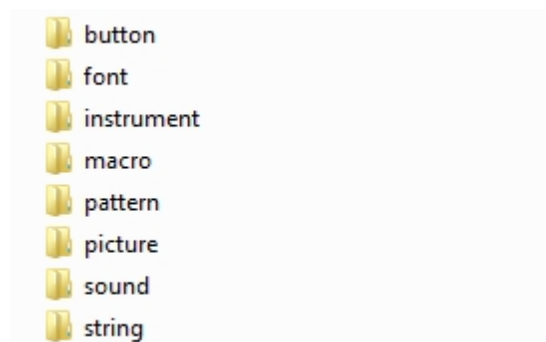 button
font
instrument
macro
pattern
picture
sound
string